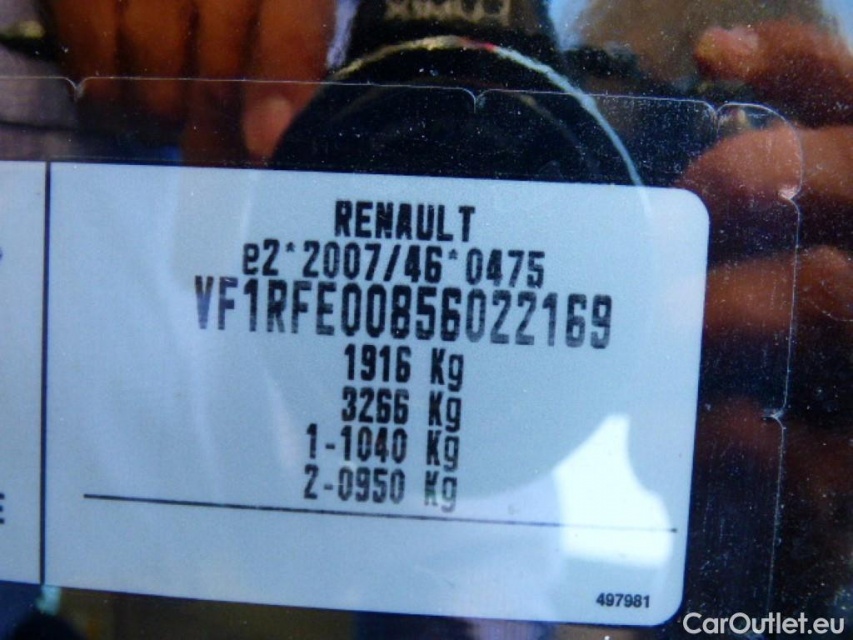 RENAULT
e2*2007/46*0475
VF1RFE00856022169
1916 Kg
3266 Kg
1-1040 Kg
2-0950 Kg
497981
CarOutlet.eu